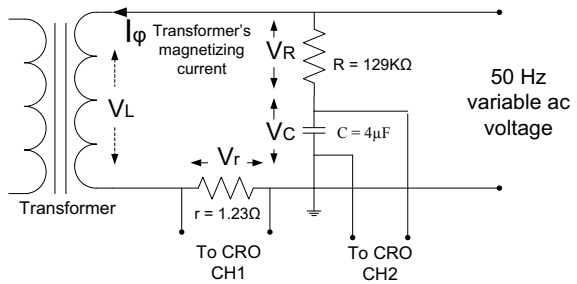 Iφ
Transformer's
magnetizing
current
VR
R = 129KΩ
50 Hz
variable ac
voltage
VL
VC
C = 4μF
Vr
Transformer
r = 1.23Ω
To CRO
CH1
To CRO
CH2